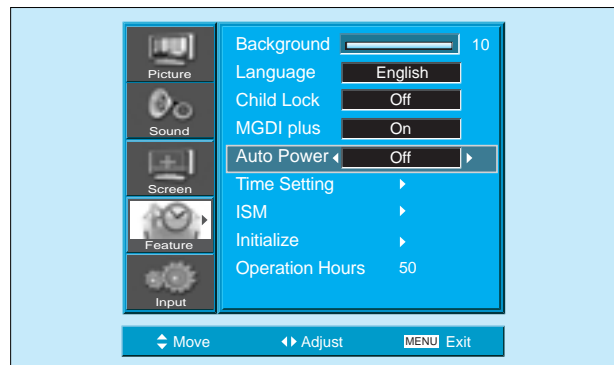 Picture
Sound
Screen
Feature
Input
Background 10
Language English
Child Lock Off
MGDI plus On
Auto Power Off
Time Setting
ISM
Initialize
Operation Hours 50
Move Adjust MENU Exit